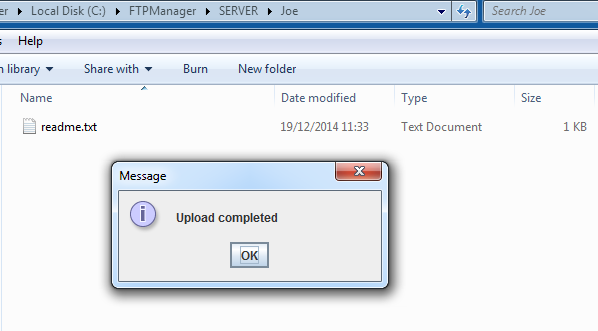 er ▸ Local Disk (C:) ▸ FTPManager ▸ SERVER ▸ Joe
Search Joe
s Help
n library Share with Burn New folder
Name Date modified Type Size
readme.txt 19/12/2014 11:33 Text Document 1 KB
Message
Upload completed
OK